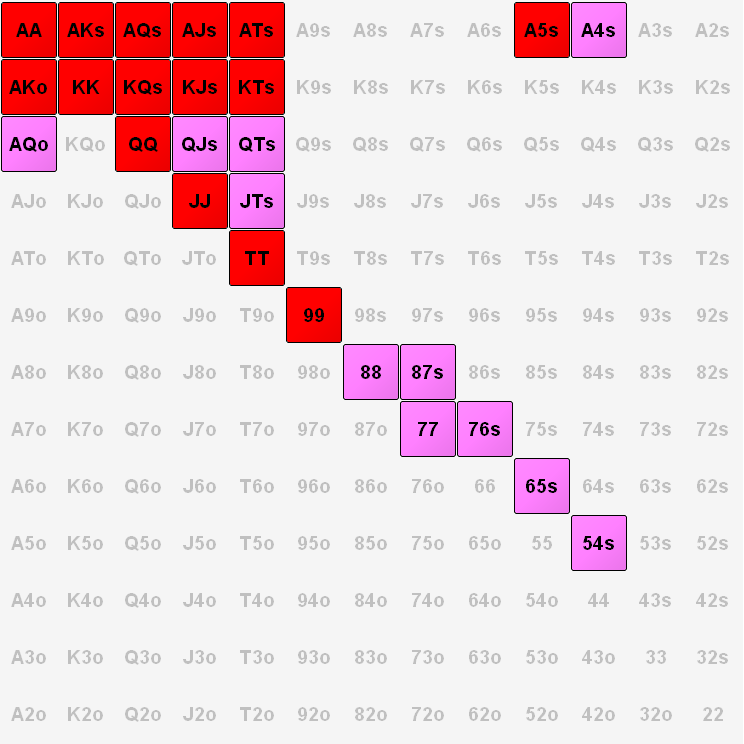 AA AKs AQs AJs ATs A9s A8s A7s A6s A5s A4s A3s A2s
AKo KK KQs KJs KTs K9s K8s K7s K6s K5s K4s K3s K2s
AQo KQo QQ QJs QTs Q9s Q8s Q7s Q6s Q5s Q4s Q3s Q2s
AJo KJo QJo JJ JTs J9s J8s J7s J6s J5s J4s J3s J2s
ATo KTo QTo JTo TT T9s T8s T7s T6s T5s T4s T3s T2s
A9o K9o Q9o J9o T9o 99 98s 97s 96s 95s 94s 93s 92s
A8o K8o Q8o J8o T8o 98o 88 87s 86s 85s 84s 83s 82s
A7o K7o Q7o J7o T7o 97o 87o 77 76s 75s 74s 73s 72s
A6o K6o Q6o J6o T6o 96o 86o 76o 66 65s 64s 63s 62s
A5o K5o Q5o J5o T5o 95o 85o 75o 65o 55 54s 53s 52s
A4o K4o Q4o J4o T4o 94o 84o 74o 64o 54o 44 43s 42s
A3o K3o Q3o J3o T3o 93o 83o 73o 63o 53o 43o 33 32s
A2o K2o Q2o J2o T2o 92o 82o 72o 62o 52o 42o 32o 22